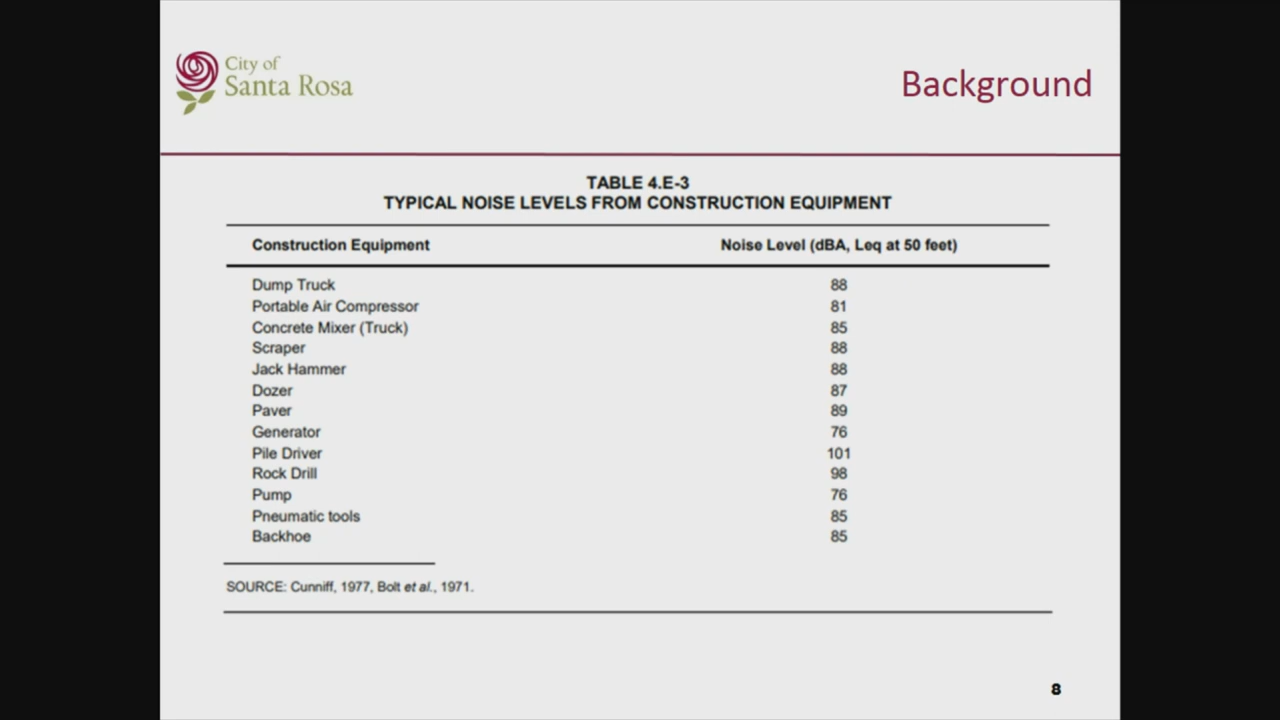 City of
Santa Rosa
Background
TABLE 4.E-3
TYPICAL NOISE LEVELS FROM CONSTRUCTION EQUIPMENT
Construction Equipment Noise Level (dBA, Leq at 50 feet)
Dump Truck 88
Portable Air Compressor 81
Concrete Mixer (Truck) 85
Scraper 88
Jack Hammer 88
Dozer 87
Paver 89
Generator 76
Pile Driver 101
Rock Drill 98
Pump 76
Pneumatic tools 85
Backhoe 85
SOURCE: Cunniff, 1977, Bolt et al., 1971.
8